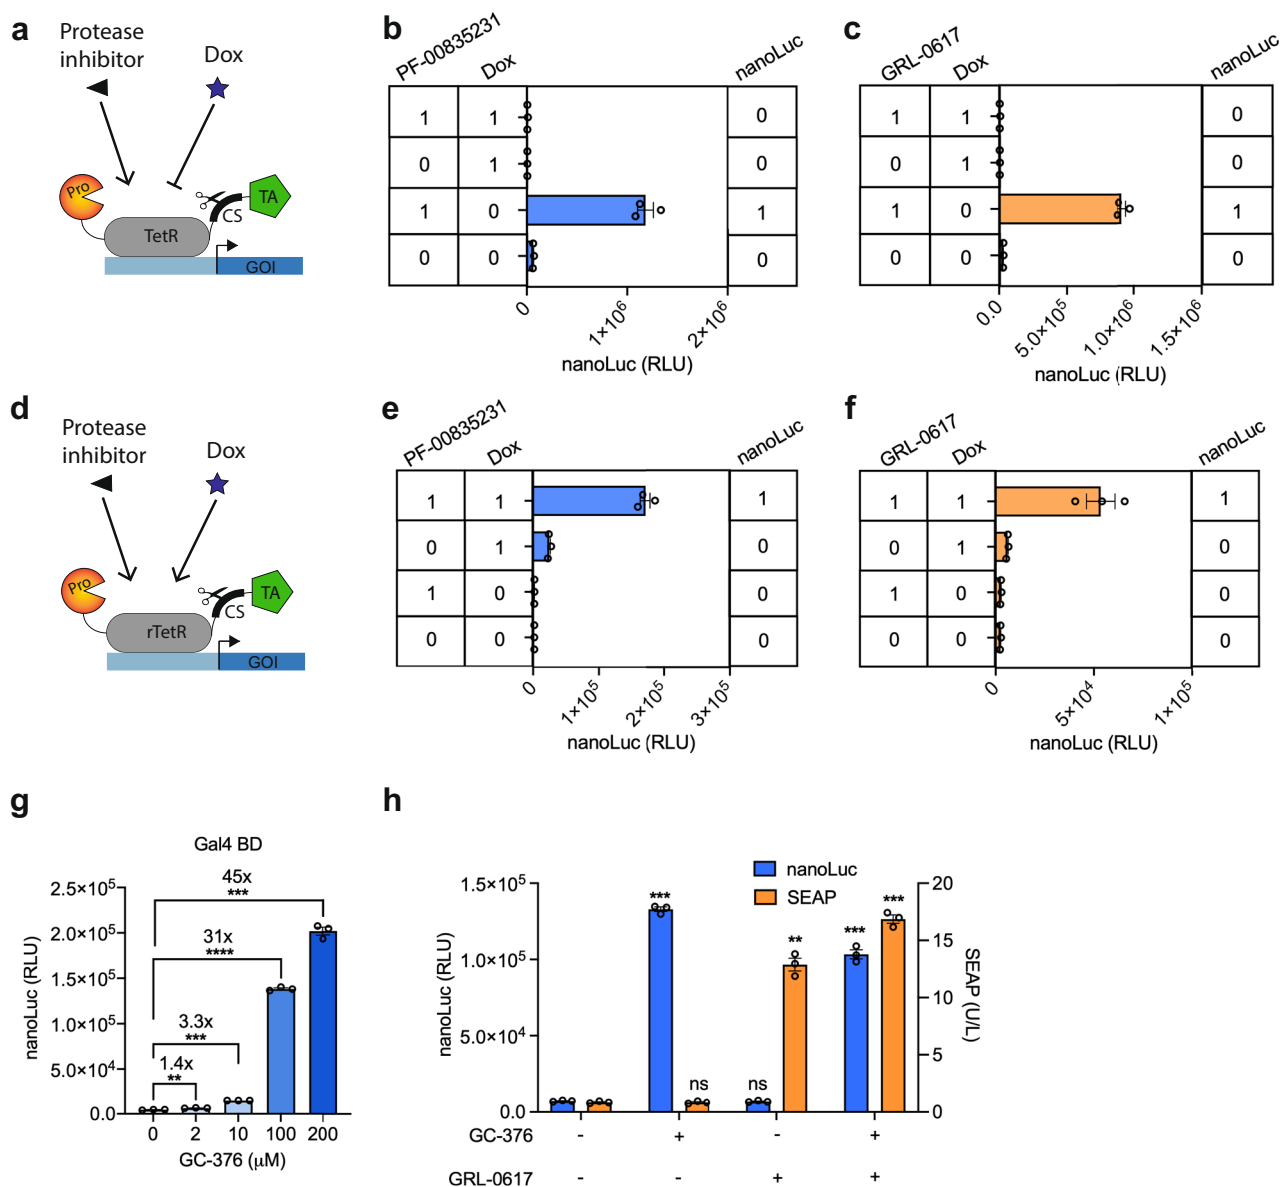 a
Protease
inhibitor
Dox
Pro
TetR
CS
TA
GOI
b
PF-00835231
Dox
nanoLuc
1 1 0
0 1 0
1 0 1
0 0 0
0 1×10⁶ 2×10⁶
nanoLuc (RLU)
c
GRL-0617
Dox
nanoLuc
1 1 0
0 1 0
1 0 1
0 0 0
0.0 5.0×10⁵ 1.0×10⁶ 1.5×10⁶
nanoLuc (RLU)
d
Protease
inhibitor
Dox
Pro
rTetR
CS
TA
GOI
e
PF-00835231
Dox
nanoLuc
1 1 1
0 1 0
1 0 0
0 0 0
0 1×10⁵ 2×10⁵ 3×10⁵
nanoLuc (RLU)
f
GRL-0617
Dox
nanoLuc
1 1 1
0 1 0
1 0 0
0 0 0
0 5×10⁴ 1×10⁵
nanoLuc (RLU)
g
Gal4 BD
nanoLuc (RLU)
2.5×10⁵
2.0×10⁵
1.5×10⁵
1.0×10⁵
5.0×10⁴
0.0
45x
***
31x
****
3.3x
***
1.4x
**
0 2 10 100 200
GC-376 (μM)
h
nanoLuc
SEAP
nanoLuc (RLU)
1.5×10⁵
1.0×10⁵
5.0×10⁴
0.0
*** ns ns ** *** ***
20
15
10
5
0
SEAP (U/L)
GC-376 - + - +
GRL-0617 - - + +